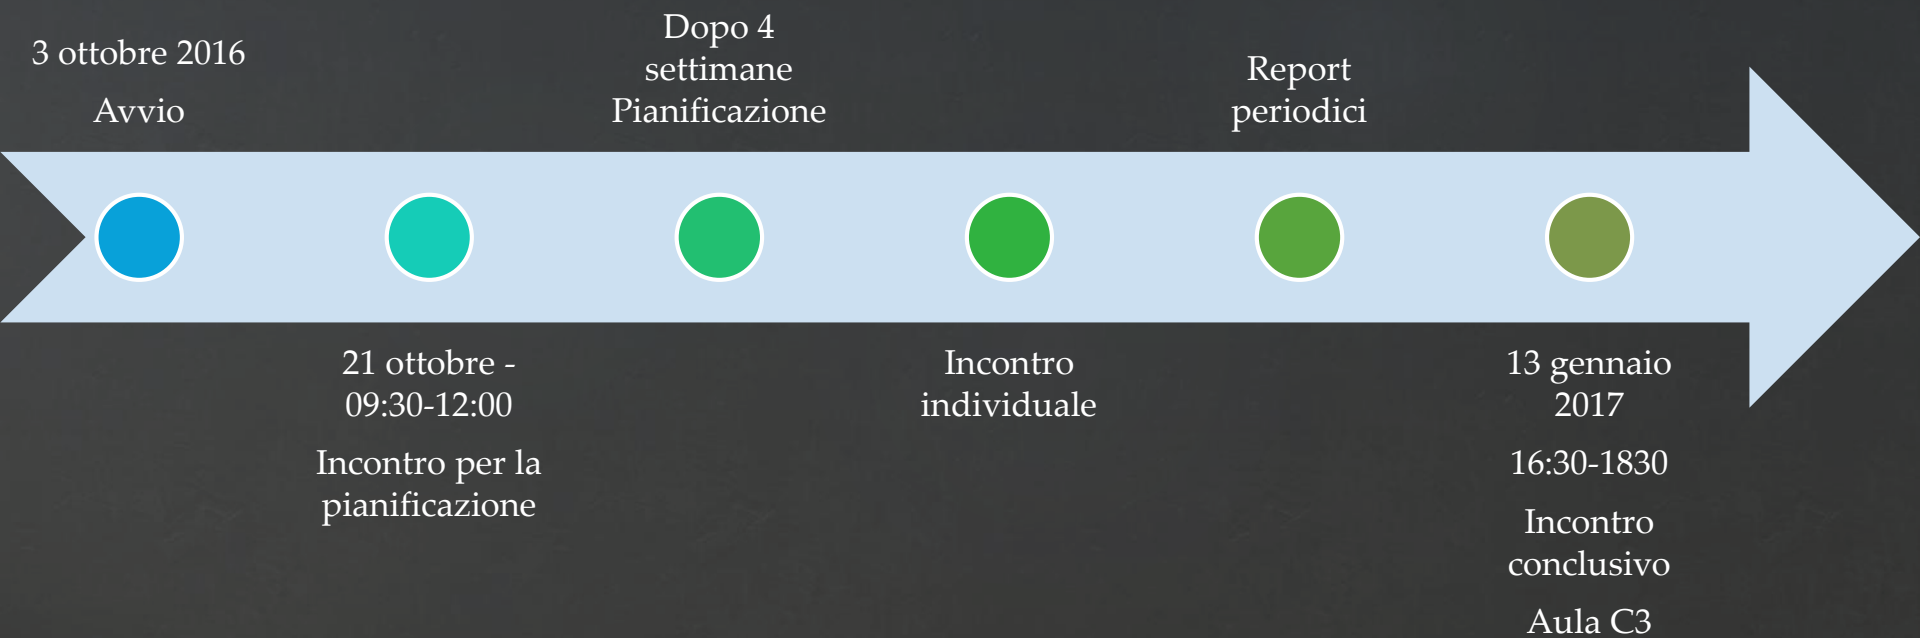 3 ottobre 2016
Avvio
21 ottobre -
09:30-12:00
Incontro per la
pianificazione
Dopo 4
settimane
Pianificazione
Incontro
individuale
Report
periodici
13 gennaio
2017
16:30-1830
Incontro
conclusivo
Aula C3